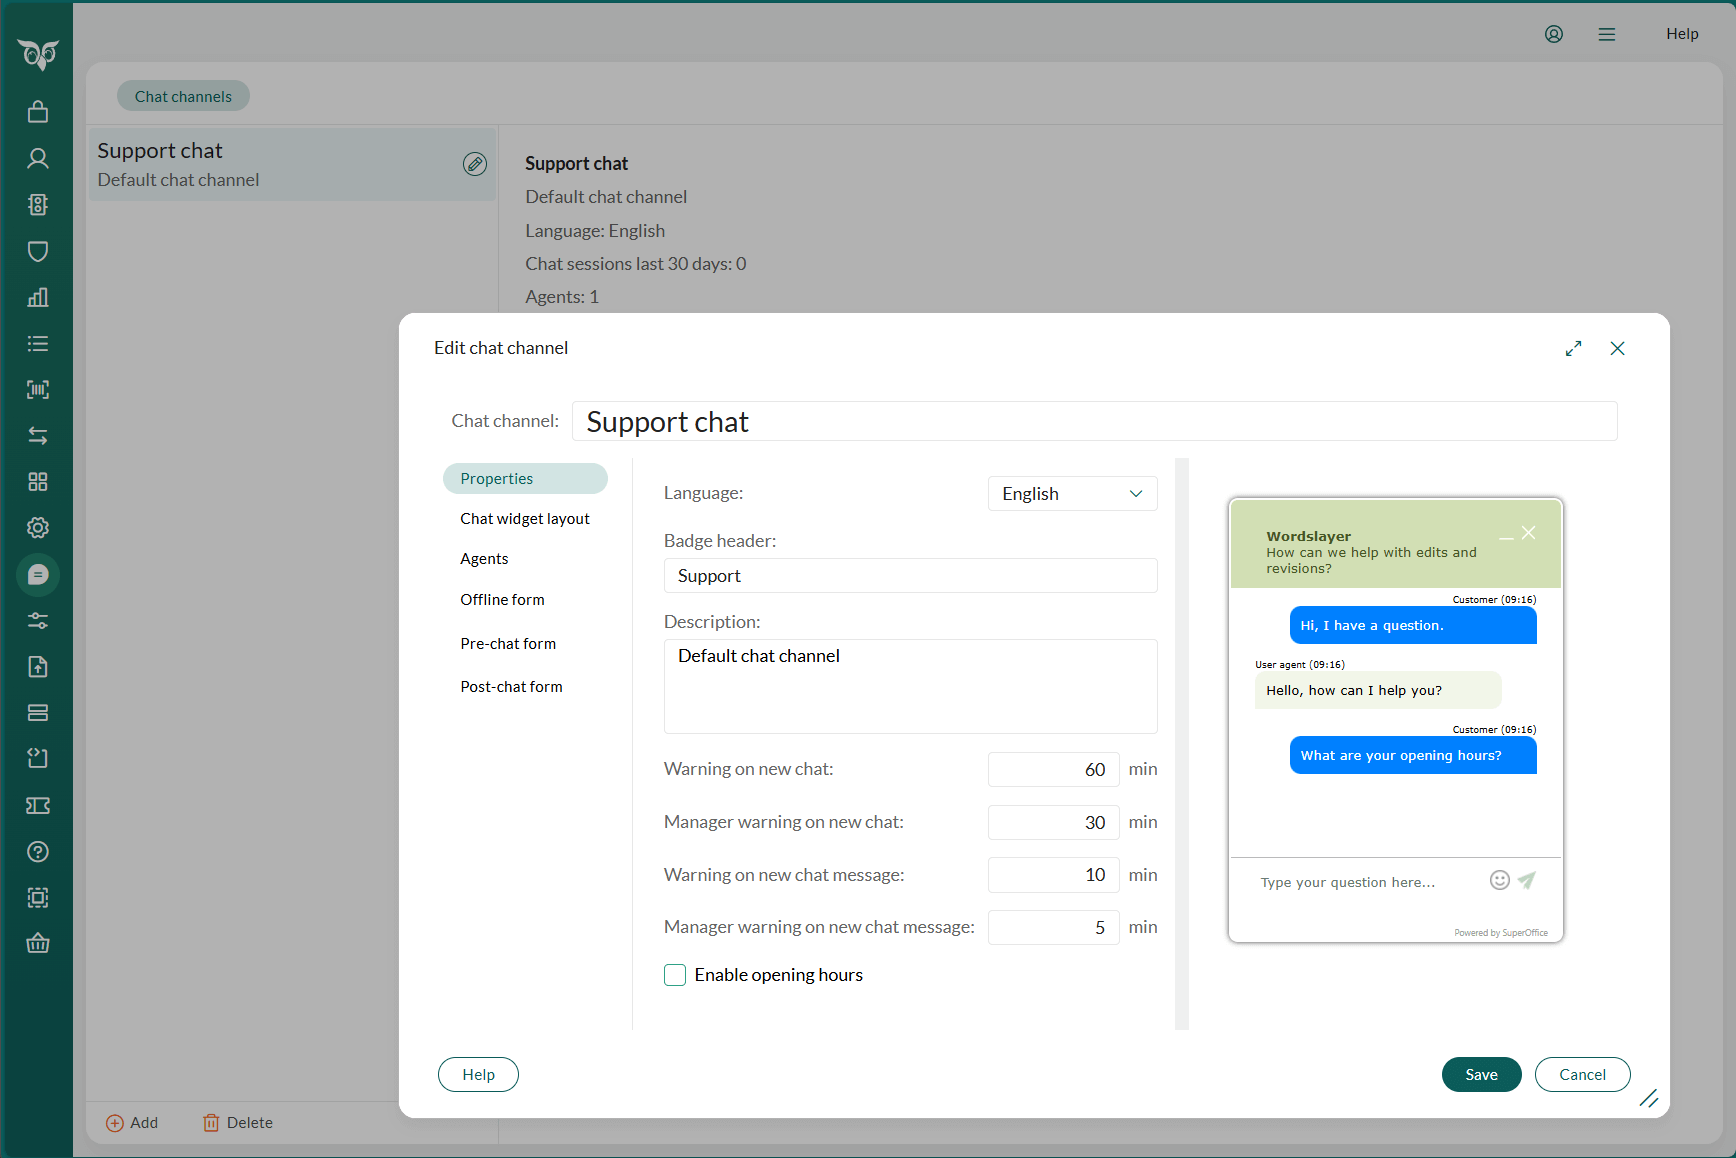 Help
Chat channels
Support chat
Default chat channel
Support chat
Default chat channel
Language: English
Chat sessions last 30 days: 0
Agents: 1
Edit chat channel
Chat channel:
Support chat
Properties
Chat widget layout
Agents
Offline form
Pre-chat form
Post-chat form
Language:
English
Badge header:
Support
Description:
Default chat channel
Warning on new chat:
60 min
Manager warning on new chat:
30 min
Warning on new chat message:
10 min
Manager warning on new chat message:
5 min
Enable opening hours
Wordslayer
How can we help with edits and
revisions?
Customer (09:16)
Hi, I have a question.
User agent (09:16)
Hello, how can I help you?
Customer (09:16)
What are your opening hours?
Type your question here...
Powered by SuperOffice
Help
Save
Cancel
Add
Delete